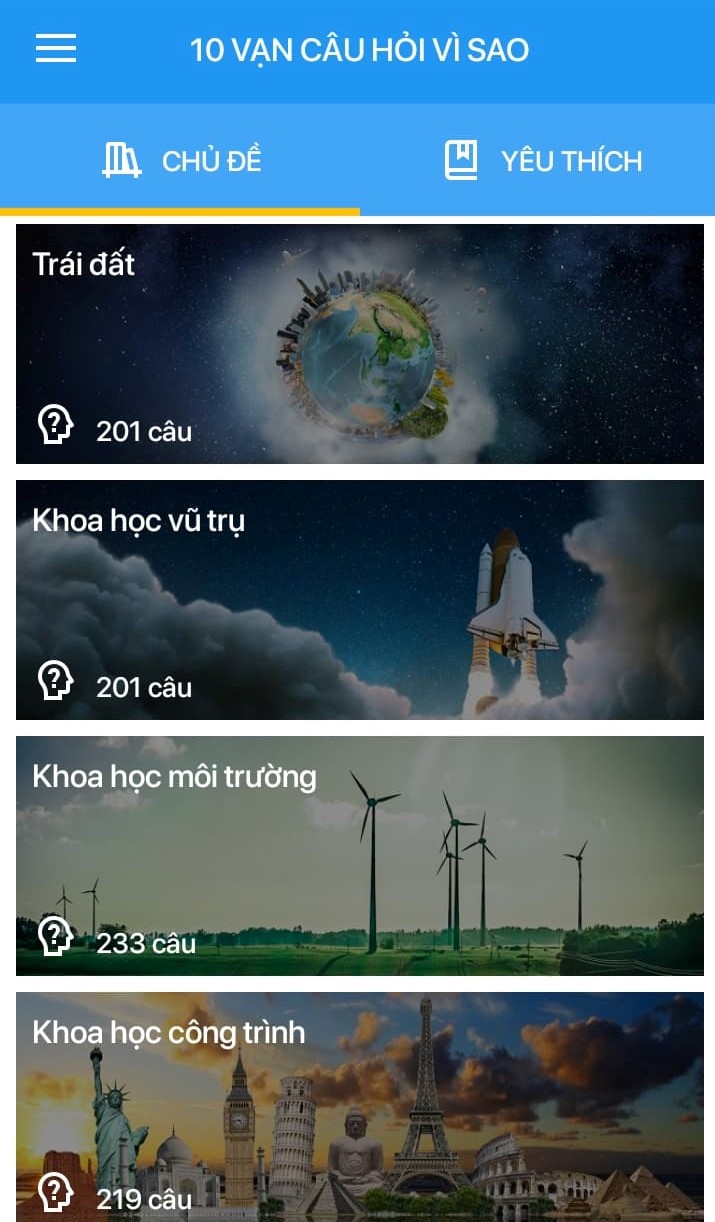 10 VẠN CÂU HỎI VÌ SAO
CHỦ ĐỀ
YÊU THÍCH
Trái đất
201 câu
Khoa học vũ trụ
201 câu
Khoa học môi trường
233 câu
Khoa học công trình
219 câu